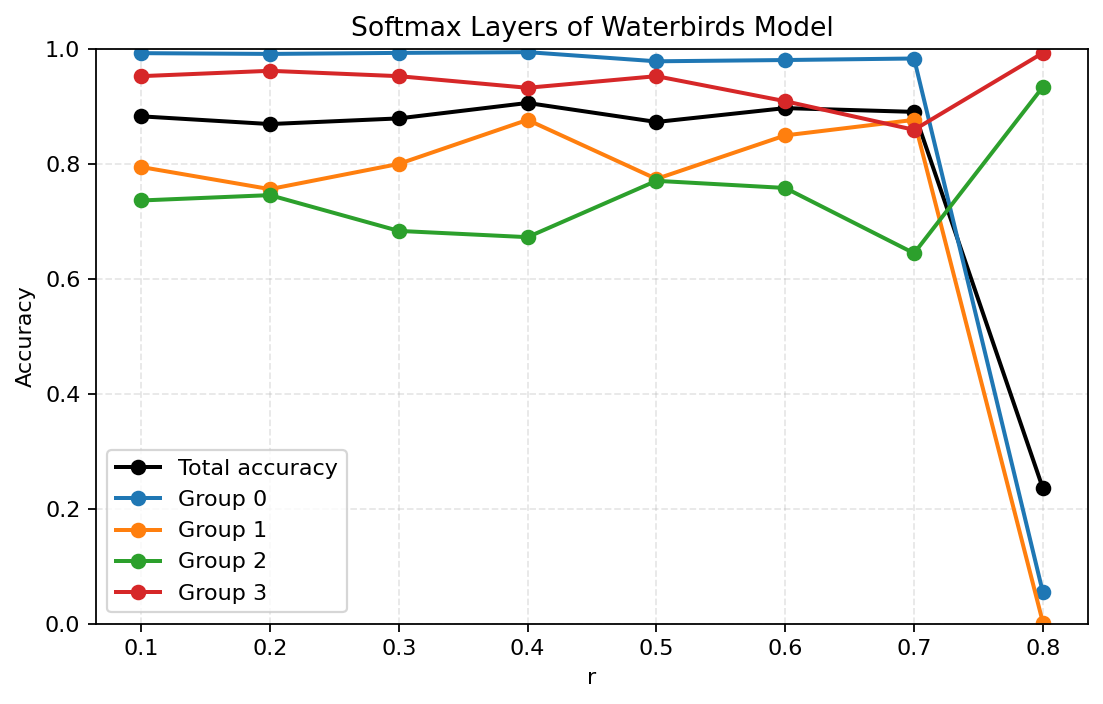 Softmax Layers of Waterbirds Model
1.0
0.8
0.6
0.4
0.2
0.0
Accuracy
Total accuracy
Group 0
Group 1
Group 2
Group 3
0.1 0.2 0.3 0.4 0.5 0.6 0.7 0.8
r